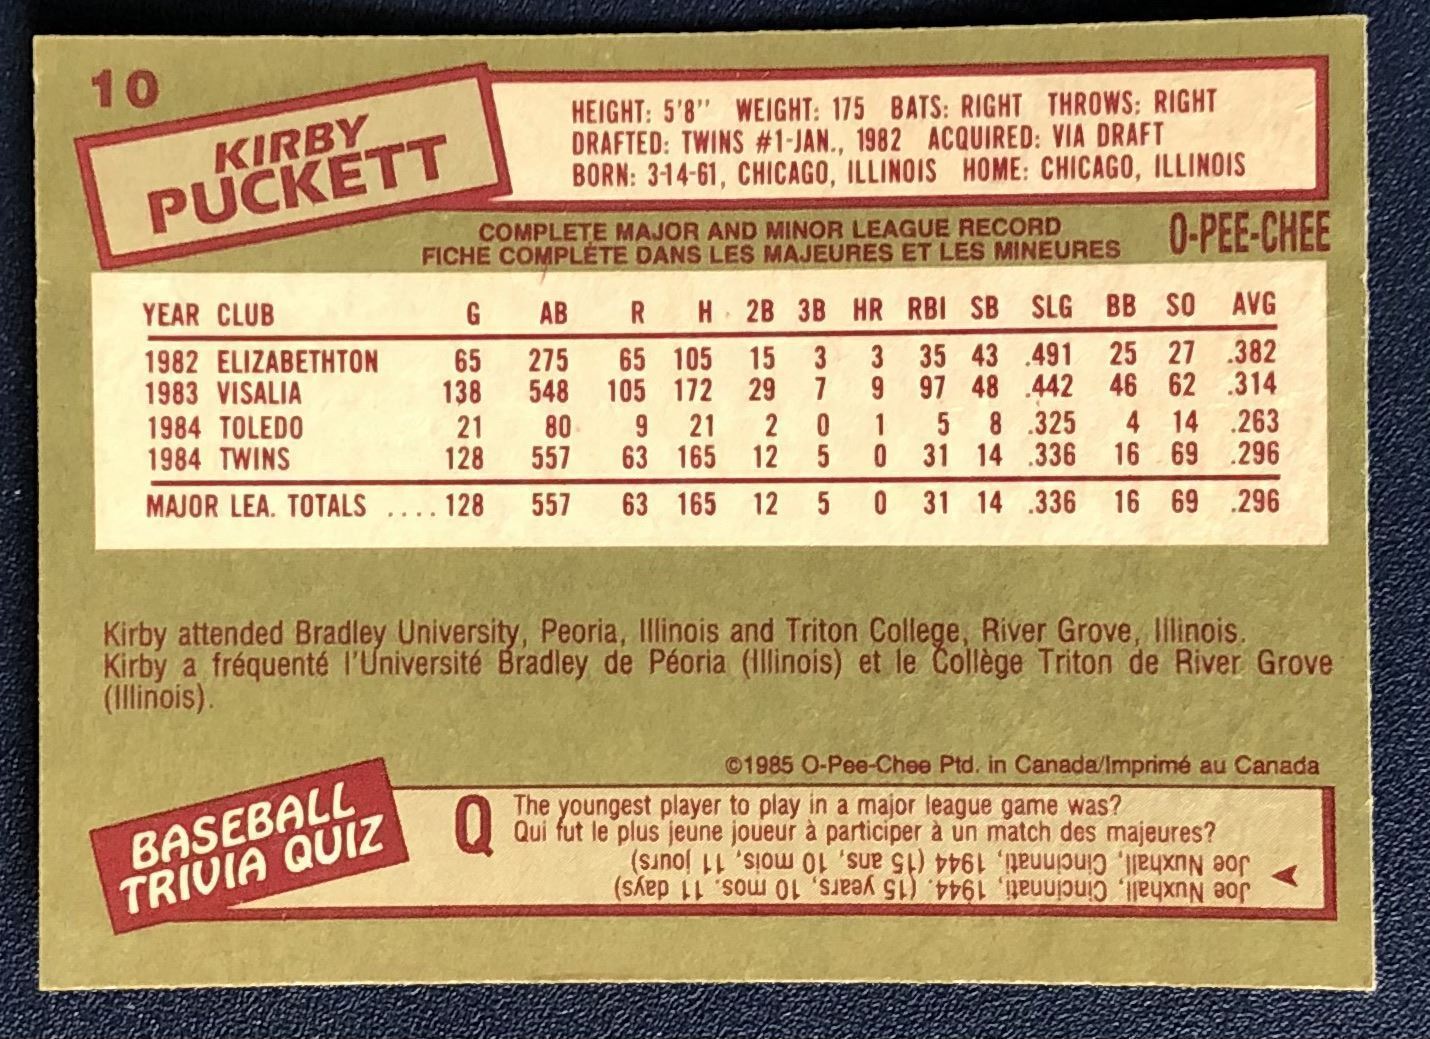 10
KIRBY
PUCKETT
HEIGHT: 5'8" WEIGHT: 175 BATS: RIGHT THROWS: RIGHT
DRAFTED: TWINS #1-JAN., 1982 ACQUIRED: VIA DRAFT
BORN: 3-14-61, CHICAGO, ILLINOIS HOME: CHICAGO, ILLINOIS
COMPLETE MAJOR AND MINOR LEAGUE RECORD
FICHE COMPLÈTE DANS LES MAJEURES ET LES MINEURES
O-PEE-CHEE
YEAR CLUB G AB R H 2B 3B HR RBI SB SLG BB SO AVG
1982 ELIZABETHTON 65 275 65 105 15 3 3 35 43 .491 25 27 .382
1983 VISALIA 138 548 105 172 29 7 9 97 48 .442 46 62 .314
1984 TOLEDO 21 80 9 21 2 0 1 5 8 .325 4 14 .263
1984 TWINS 128 557 63 165 12 5 0 31 14 .336 16 69 .296
MAJOR LEA. TOTALS ....128 557 63 165 12 5 0 31 14 .336 16 69 .296
Kirby attended Bradley University, Peoria, Illinois and Triton College, River Grove, Illinois.
Kirby a fréquenté l'Université Bradley de Péoria (Illinois) et le Collège Triton de River Grove
(Illinois).
©1985 O-Pee-Chee Ptd. in Canada/Imprimé au Canada
BASEBALL
TRIVIA QUIZ
Q The youngest player to play in a major league game was?
Qui fut le plus jeune joueur à participer à un match des majeures?
Joe Nuxhall, Cincinnati, 1944. (15 years, 10 mos. 11 days)
Joe Nuxhall, Cincinnati, 1944 (15 ans, 10 mois, 11 jours)